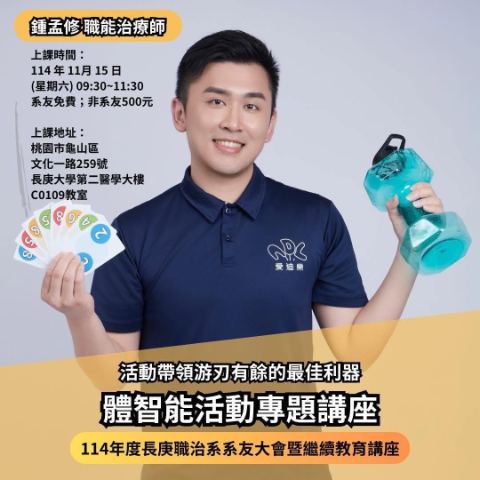 鍾孟修 職能治療師
上課時間：
114 年 11月 15 日
(星期六) 09:30~11:30
系友免費；非系友500元
上課地址：
桃園市龜山區
文化一路259號
長庚大學第二醫學大樓
C0109教室
愛迪樂
活動帶領游刃有餘的最佳利器
體智能活動專題講座
114年度長庚職治系系友大會暨繼續教育講座